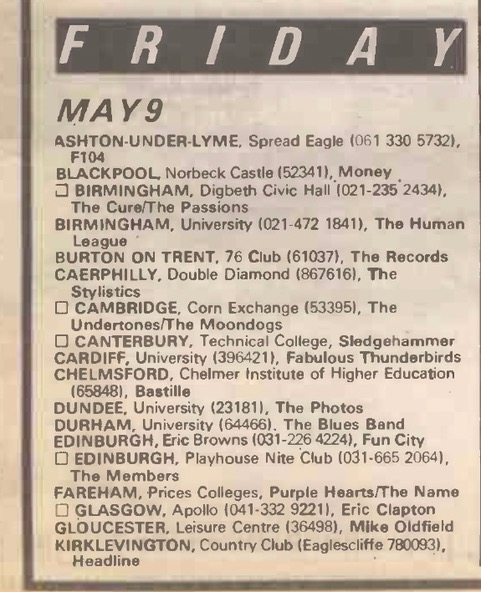 FRIDAY
MAY 9
ASHTON-UNDER-LYME, Spread Eagle (061 330 5732),
F104
BLACKPOOL, Norbeck Castle (52341), Money
☐ BIRMINGHAM, Digbeth Civic Hall (021-235 2434),
The Cure/The Passions
BIRMINGHAM, University (021-472 1841), The Human
League
BURTON ON TRENT, 76 Club (61037), The Records
CAERPHILLY, Double Diamond (867616), The
Stylistics
☐ CAMBRIDGE, Corn Exchange (53395), The
Undertones/The Moondogs
☐ CANTERBURY, Technical College, Sledgehammer
CARDIFF, University (396421), Fabulous Thunderbirds
CHELMSFORD, Chelmer Institute of Higher Education
(65848), Bastille
DUNDEE, University (23181), The Photos
DURHAM, University (64466). The Blues Band
EDINBURGH, Eric Browns (031-226 4224), Fun City
☐ EDINBURGH, Playhouse Nite Club (031-665 2064),
The Members
FAREHAM, Prices Colleges, Purple Hearts/The Name
☐ GLASGOW, Apollo (041-332 9221), Eric Clapton
GLOUCESTER, Leisure Centre (36498), Mike Oldfield
KIRKLEVINGTON, Country Club (Eaglescliffe 780093),
Headline